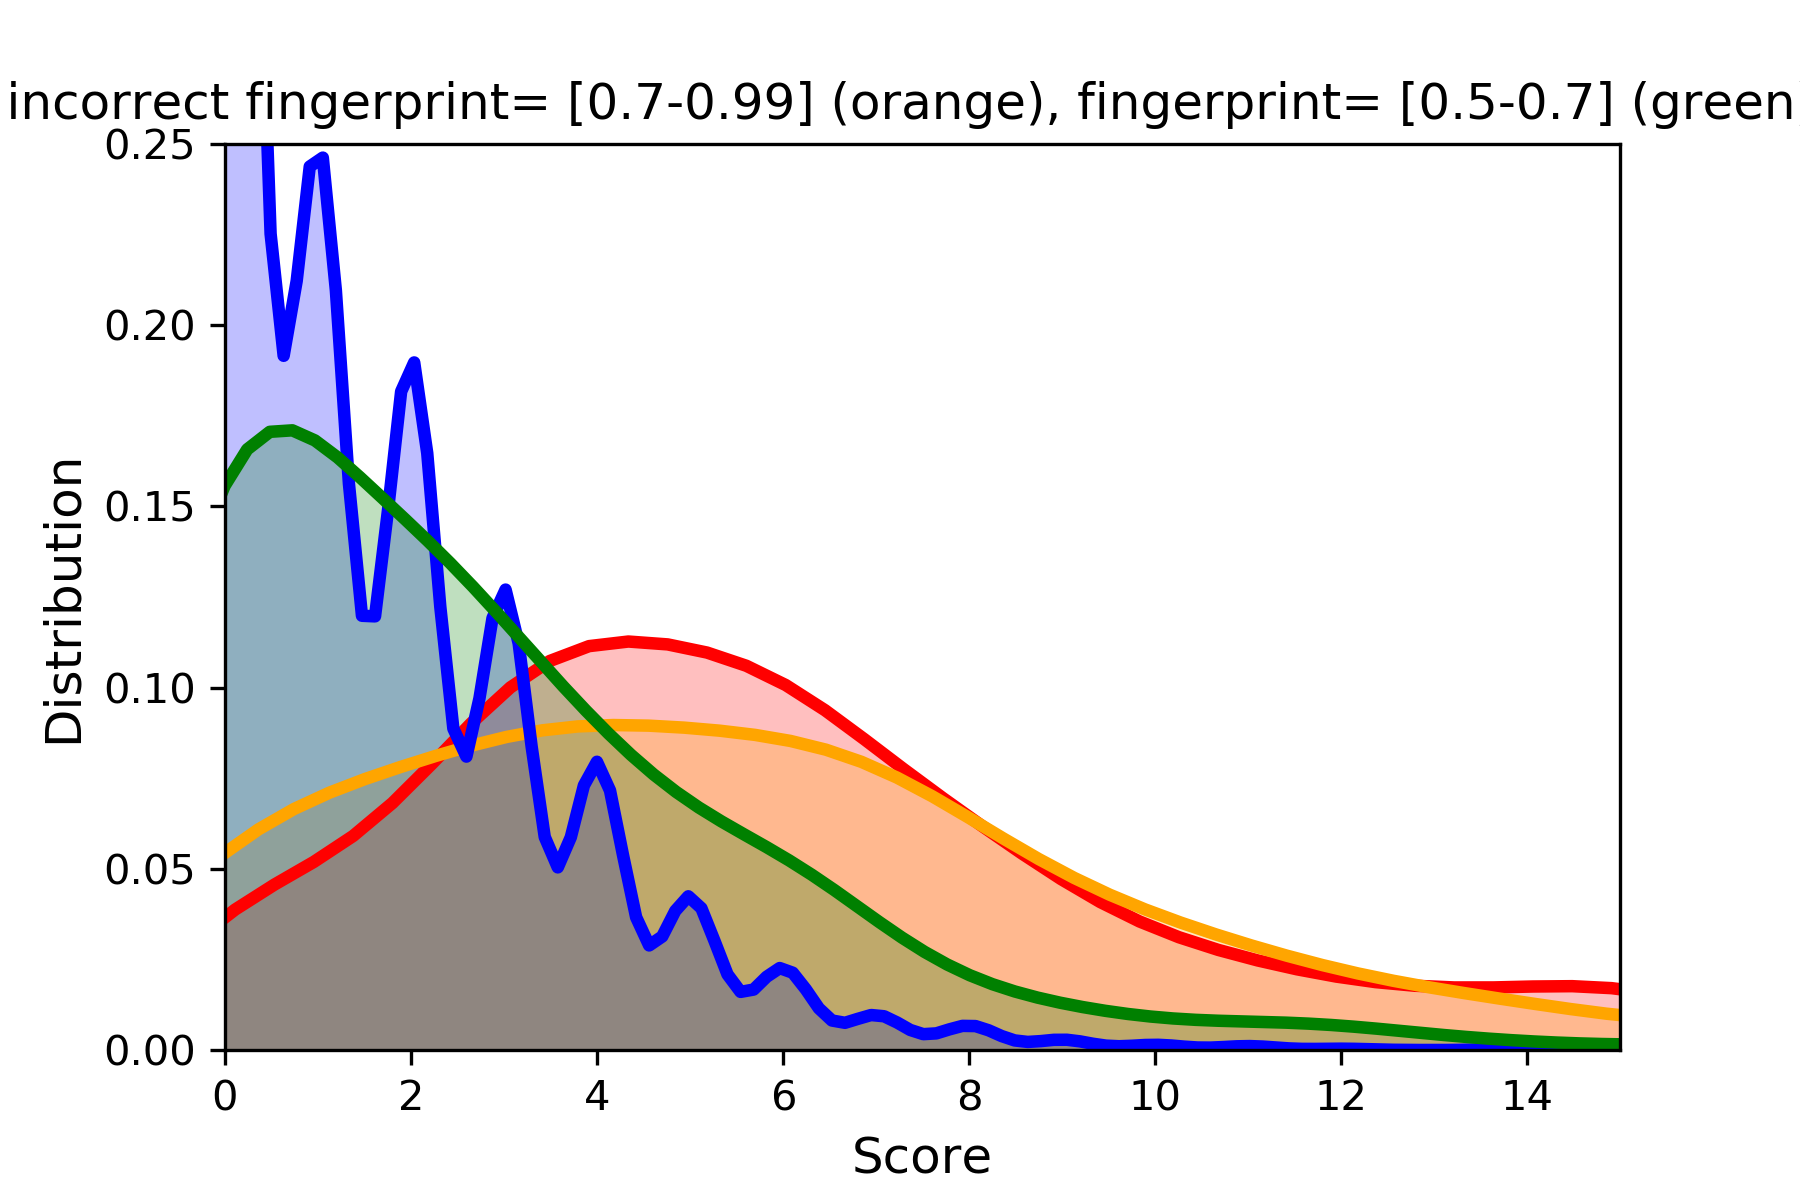 incorrect fingerprint= [0.7-0.99] (orange), fingerprint= [0.5-0.7] (green)
0.25
0.20
0.15
0.10
0.05
0.00
Distribution
0 2 4 6 8 10 12 14
Score